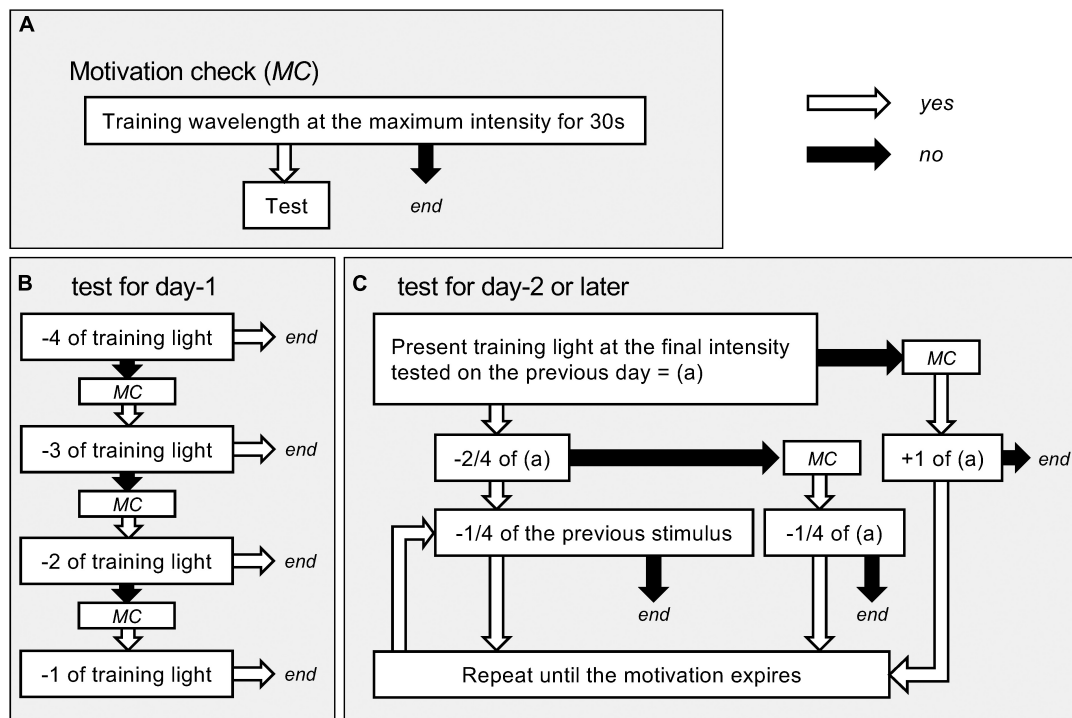 A
Motivation check (MC)
Training wavelength at the maximum intensity for 30s
Test
end
yes
no
B
test for day-1
-4 of training light
end
MC
-3 of training light
end
MC
-2 of training light
end
MC
-1 of training light
end
C
test for day-2 or later
Present training light at the final intensity
tested on the previous day = (a)
MC
-2/4 of (a)
MC
+1 of (a)
end
-1/4 of the previous stimulus
-1/4 of (a)
end
end
Repeat until the motivation expires